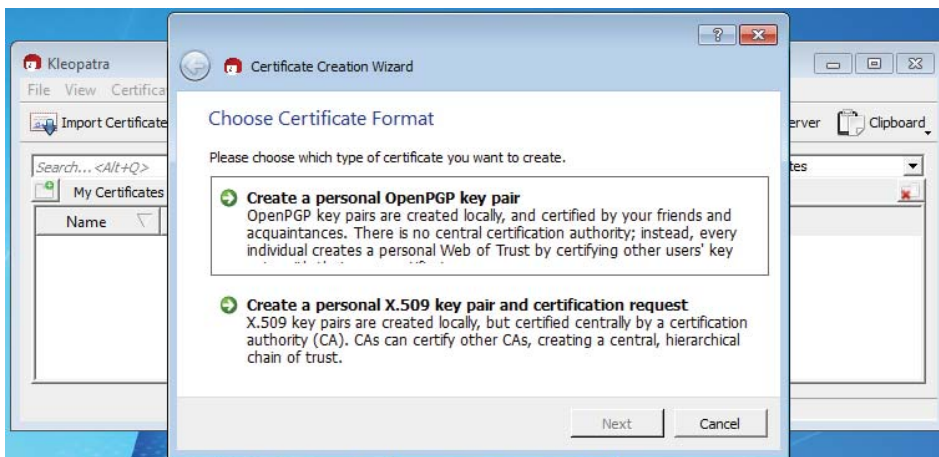 Kleopatra
File View Certifica
Import Certificate
erver Clipboard
Search...<Alt+Q>
tes
My Certificates
Name
?
Certificate Creation Wizard
Choose Certificate Format
Please choose which type of certificate you want to create.
Create a personal OpenPGP key pair
OpenPGP key pairs are created locally, and certified by your friends and
acquaintances. There is no central certification authority; instead, every
individual creates a personal Web of Trust by certifying other users' key
Create a personal X.509 key pair and certification request
X.509 key pairs are created locally, but certified centrally by a certification
authority (CA). CAs can certify other CAs, creating a central, hierarchical
chain of trust.
Next Cancel